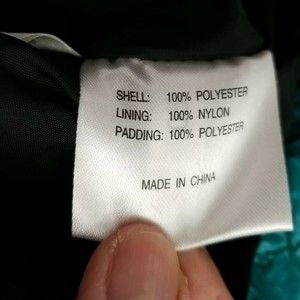 SHELL: 100% POLYESTER
LINING: 100% NYLON
PADDING: 100% POLYESTER
MADE IN CHINA